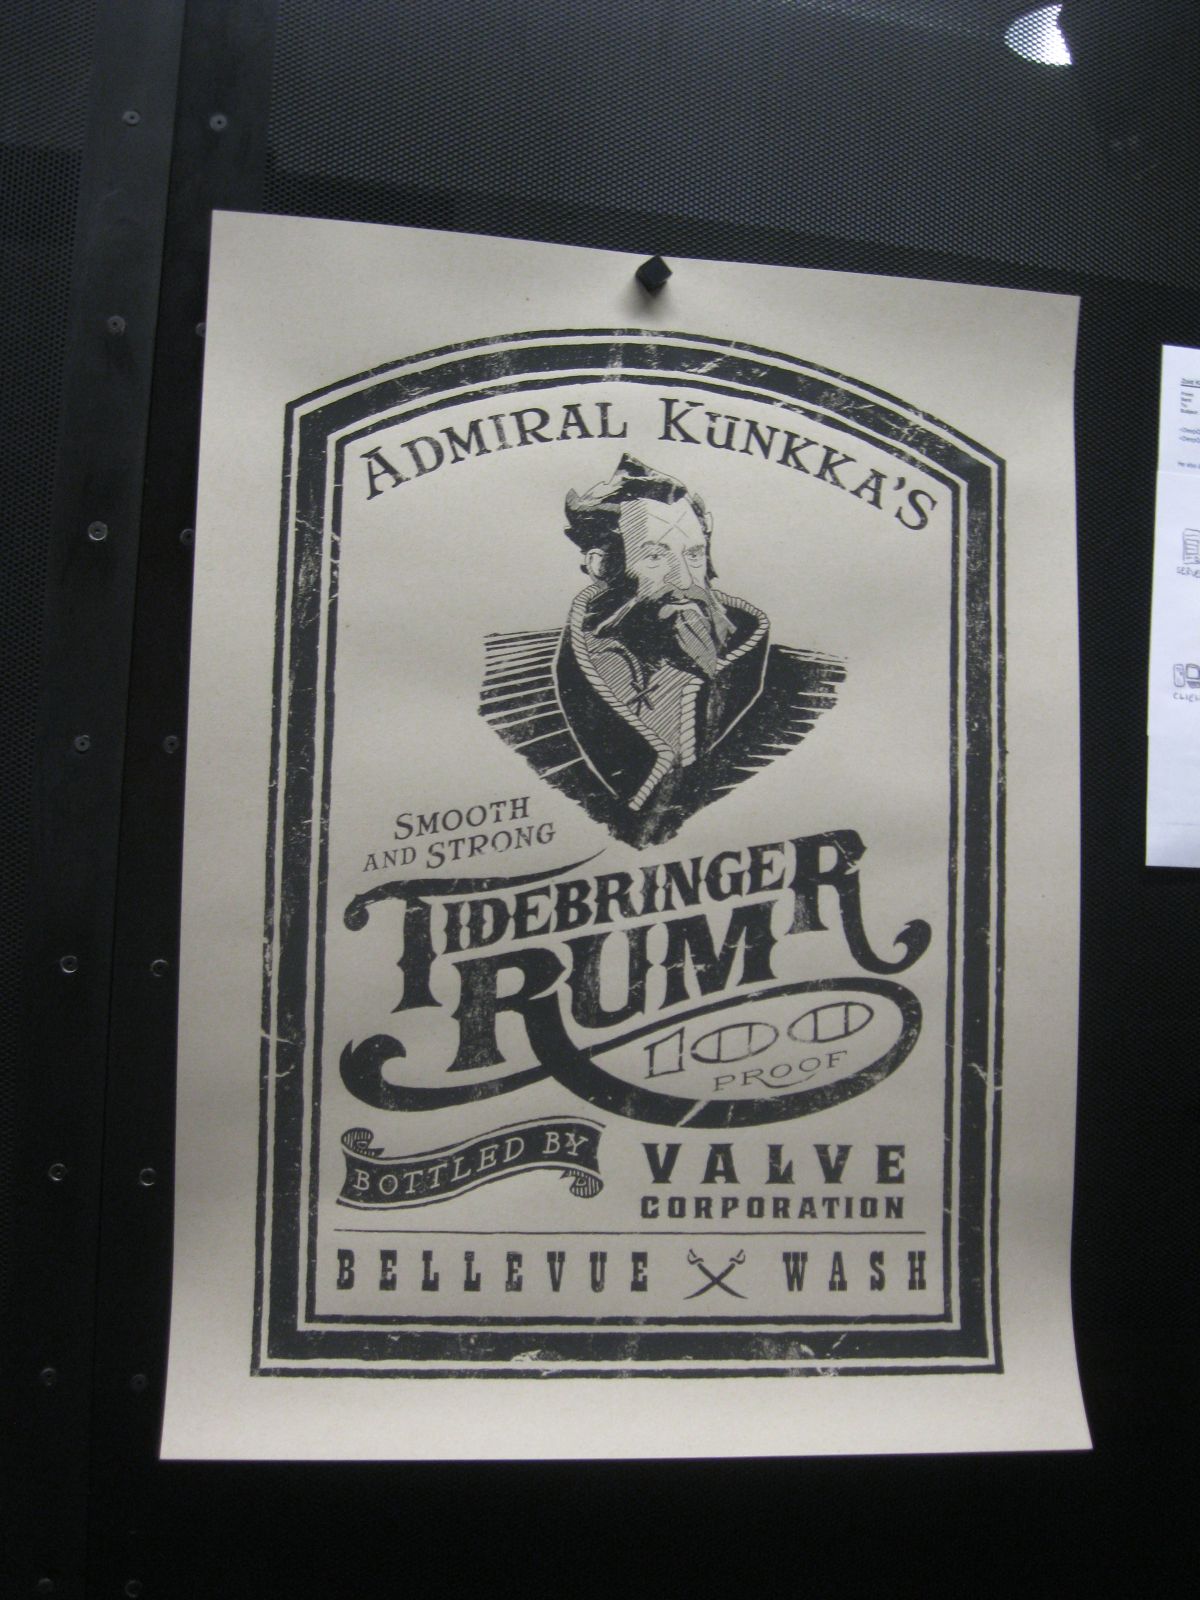 ADMIRAL KUNKKA'S
SMOOTH
AND STRONG
TIDEBRINGER
RUM
100
PROOF
BOTTLED BY
VALVE
CORPORATION
BELLEVUE WASH